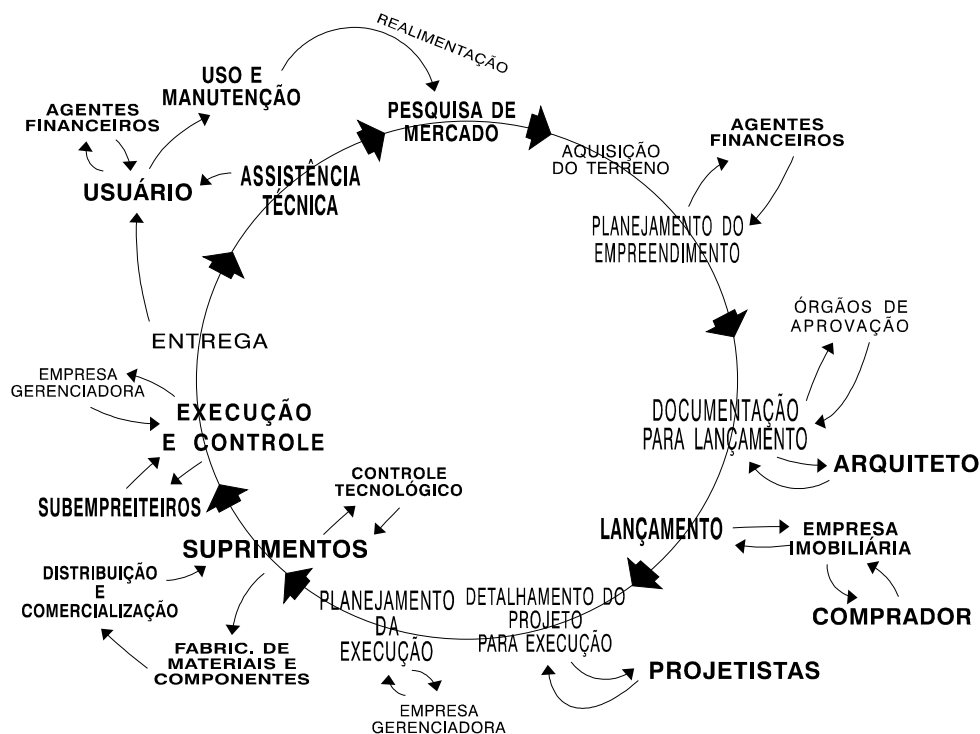 REALIMENTAÇÃO
USO E
MANUTENÇÃO
PESQUISA DE
MERCADO
AGENTES
FINANCEIROS
USUÁRIO
ASSISTÊNCIA
TÉCNICA
AQUISIÇÃO
DO TERRENO
AGENTES
FINANCEIROS
PLANEJAMENTO DO
EMPREENDIMENTO
ÓRGÃOS DE
APROVAÇÃO
DOCUMENTAÇÃO
PARA LANÇAMENTO
ARQUITETO
LANÇAMENTO
EMPRESA
IMOBILIÁRIA
COMPRADOR
DETALHAMENTO DO
PROJETO
PARA EXECUÇÃO
PROJETISTAS
PLANEJAMENTO
DA
EXECUÇÃO
EMPRESA
GERENCIADORA
CONTROLE
TECNOLÓGICO
SUPRIMENTOS
FABRIC. DE
MATERIAIS E
COMPONENTES
DISTRIBUIÇÃO
E
COMERCIALIZAÇÃO
SUBEMPREITEIROS
EXECUÇÃO
E CONTROLE
EMPRESA
GERENCIADORA
ENTREGA